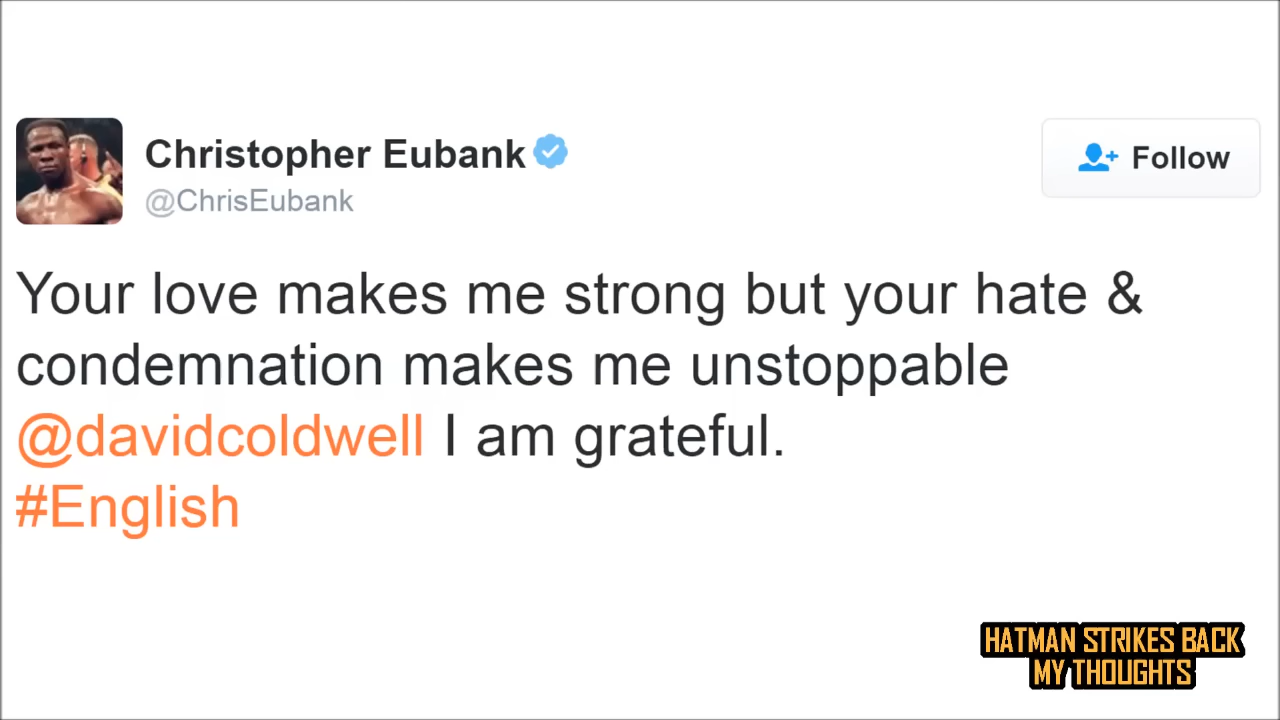 Christopher Eubank
@ChrisEubank
Follow
Your love makes me strong but your hate &
condemnation makes me unstoppable
@davidcoldwell I am grateful.
#English
HATMAN STRIKES BACK
MY THOUGHTS